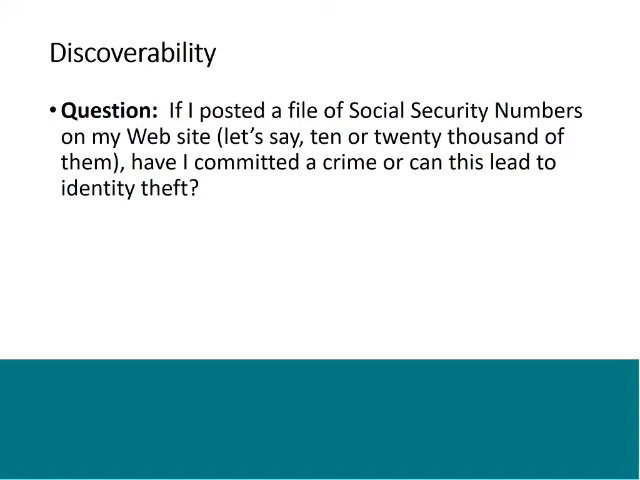 Discoverability
• Question:  If I posted a file of Social Security Numbers
on my Web site (let’s say, ten or twenty thousand of
them), have I committed a crime or can this lead to
identity theft?